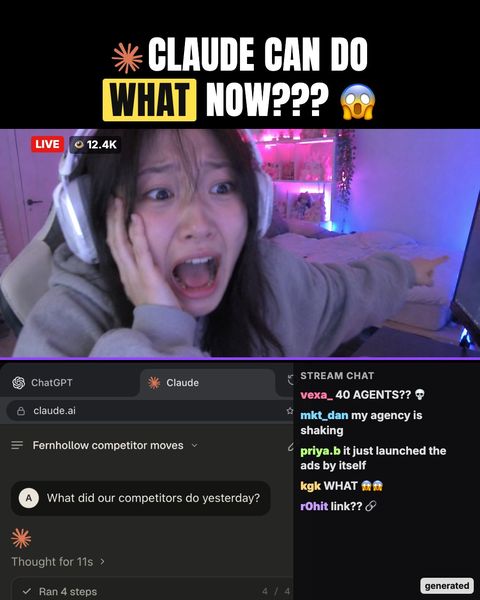 CLAUDE CAN DO
WHAT NOW??? 😱
LIVE 12.4K
ChatGPT
Claude
claude.ai
Fernhollow competitor moves
A What did our competitors do yesterday?
Thought for 11s
Ran 4 steps 4 / 4
STREAM CHAT
vexa_ 40 AGENTS?? 💀
mkt_dan my agency is
shaking
priya.b it just launched the
ads by itself
kgk WHAT 😱😱
r0hit link?? 🔗
generated